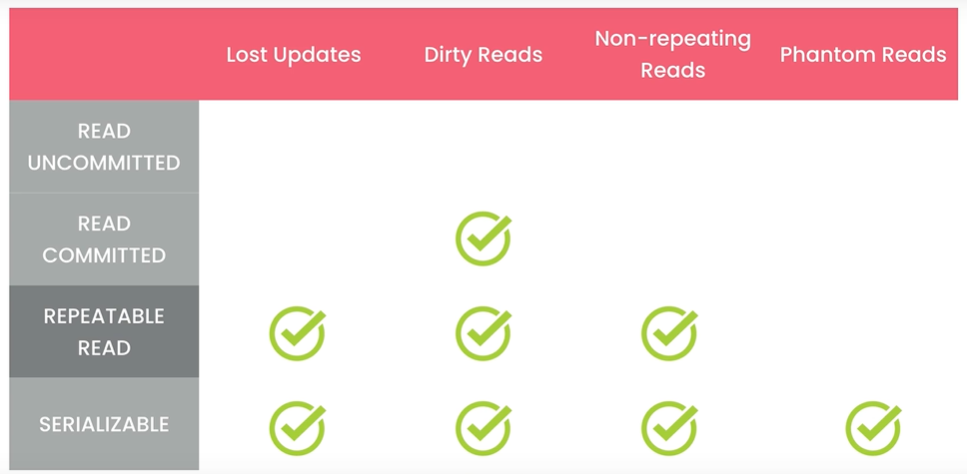 Lost Updates
Dirty Reads
Non-repeating
Reads
Phantom Reads
READ
UNCOMMITTED
READ
COMMITTED
REPEATABLE
READ
SERIALIZABLE